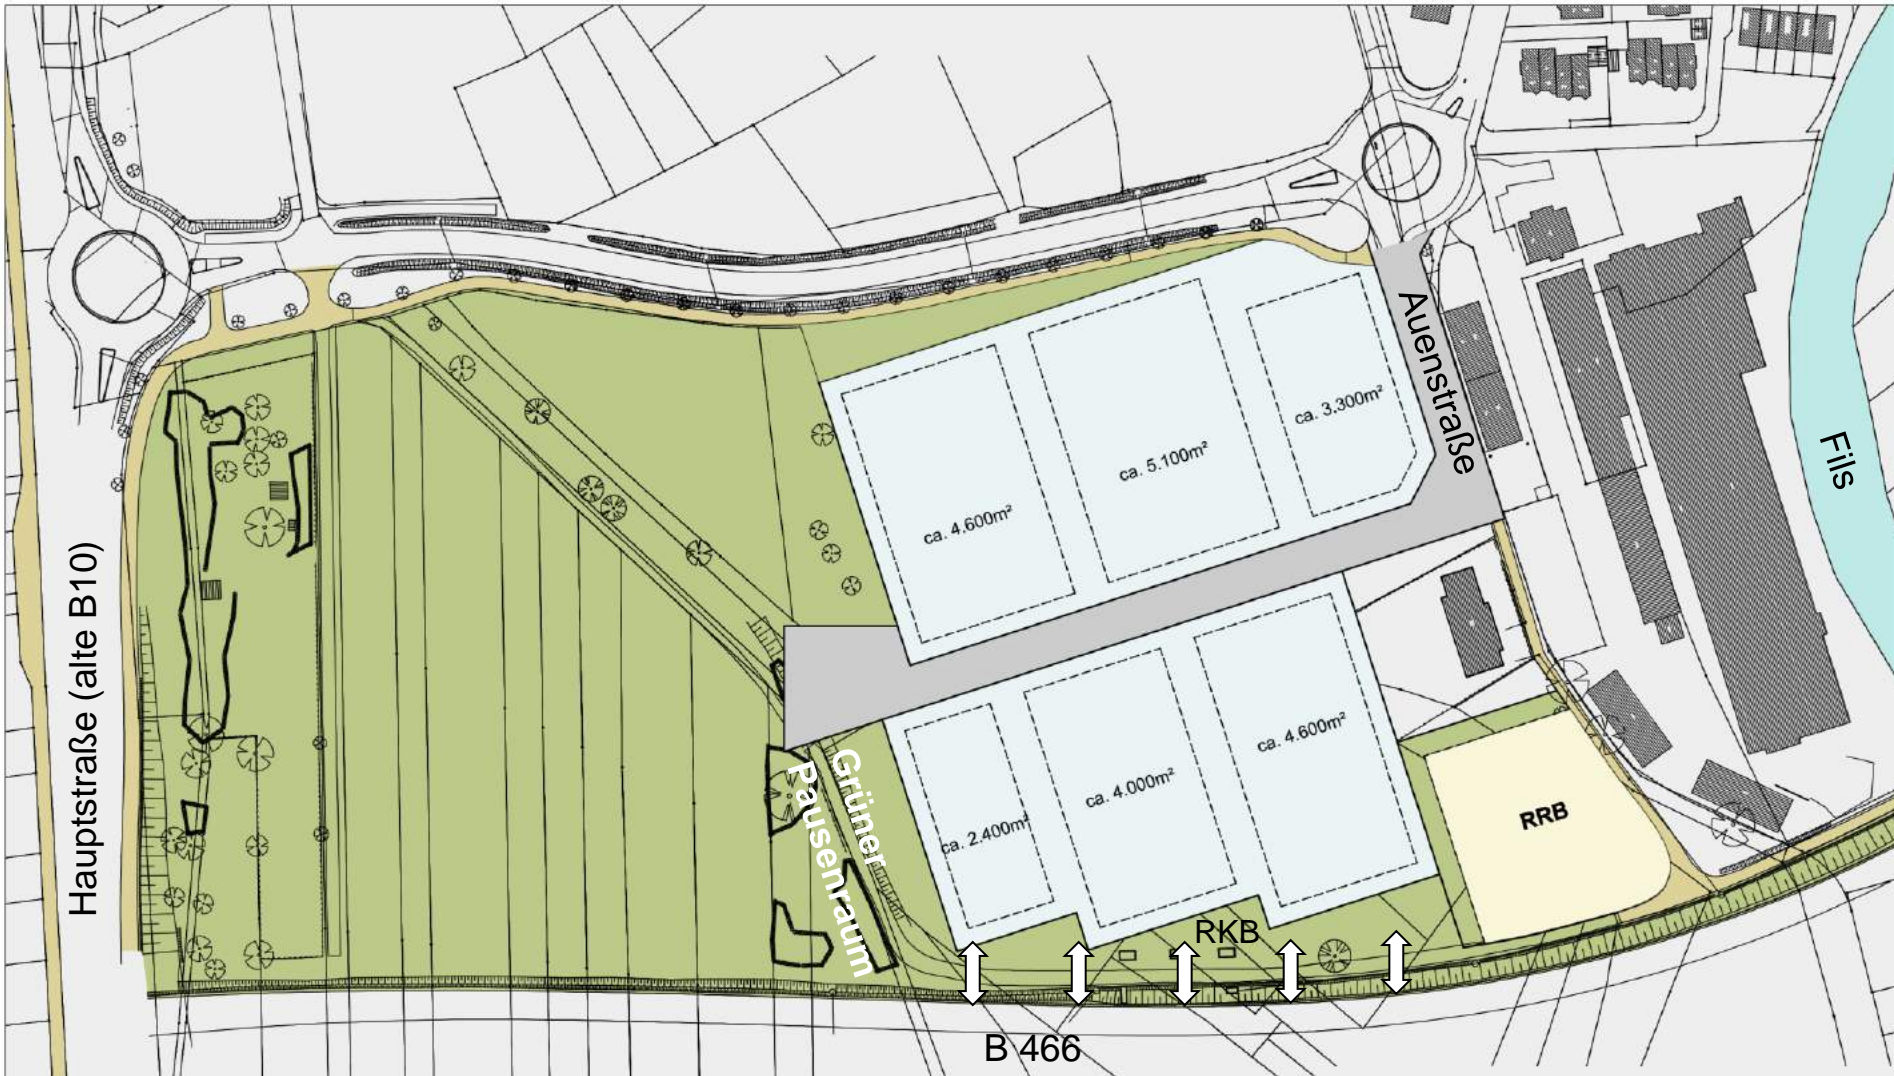 Auenstraße
ca. 3.300m²
ca. 5.100m²
ca. 4.600m²
Fils
Hauptstraße (alte B10)
ca. 4.600m²
ca. 4.000m²
ca. 2.400m²
Grüner
Pausenraum
RRB
RKB
B 466